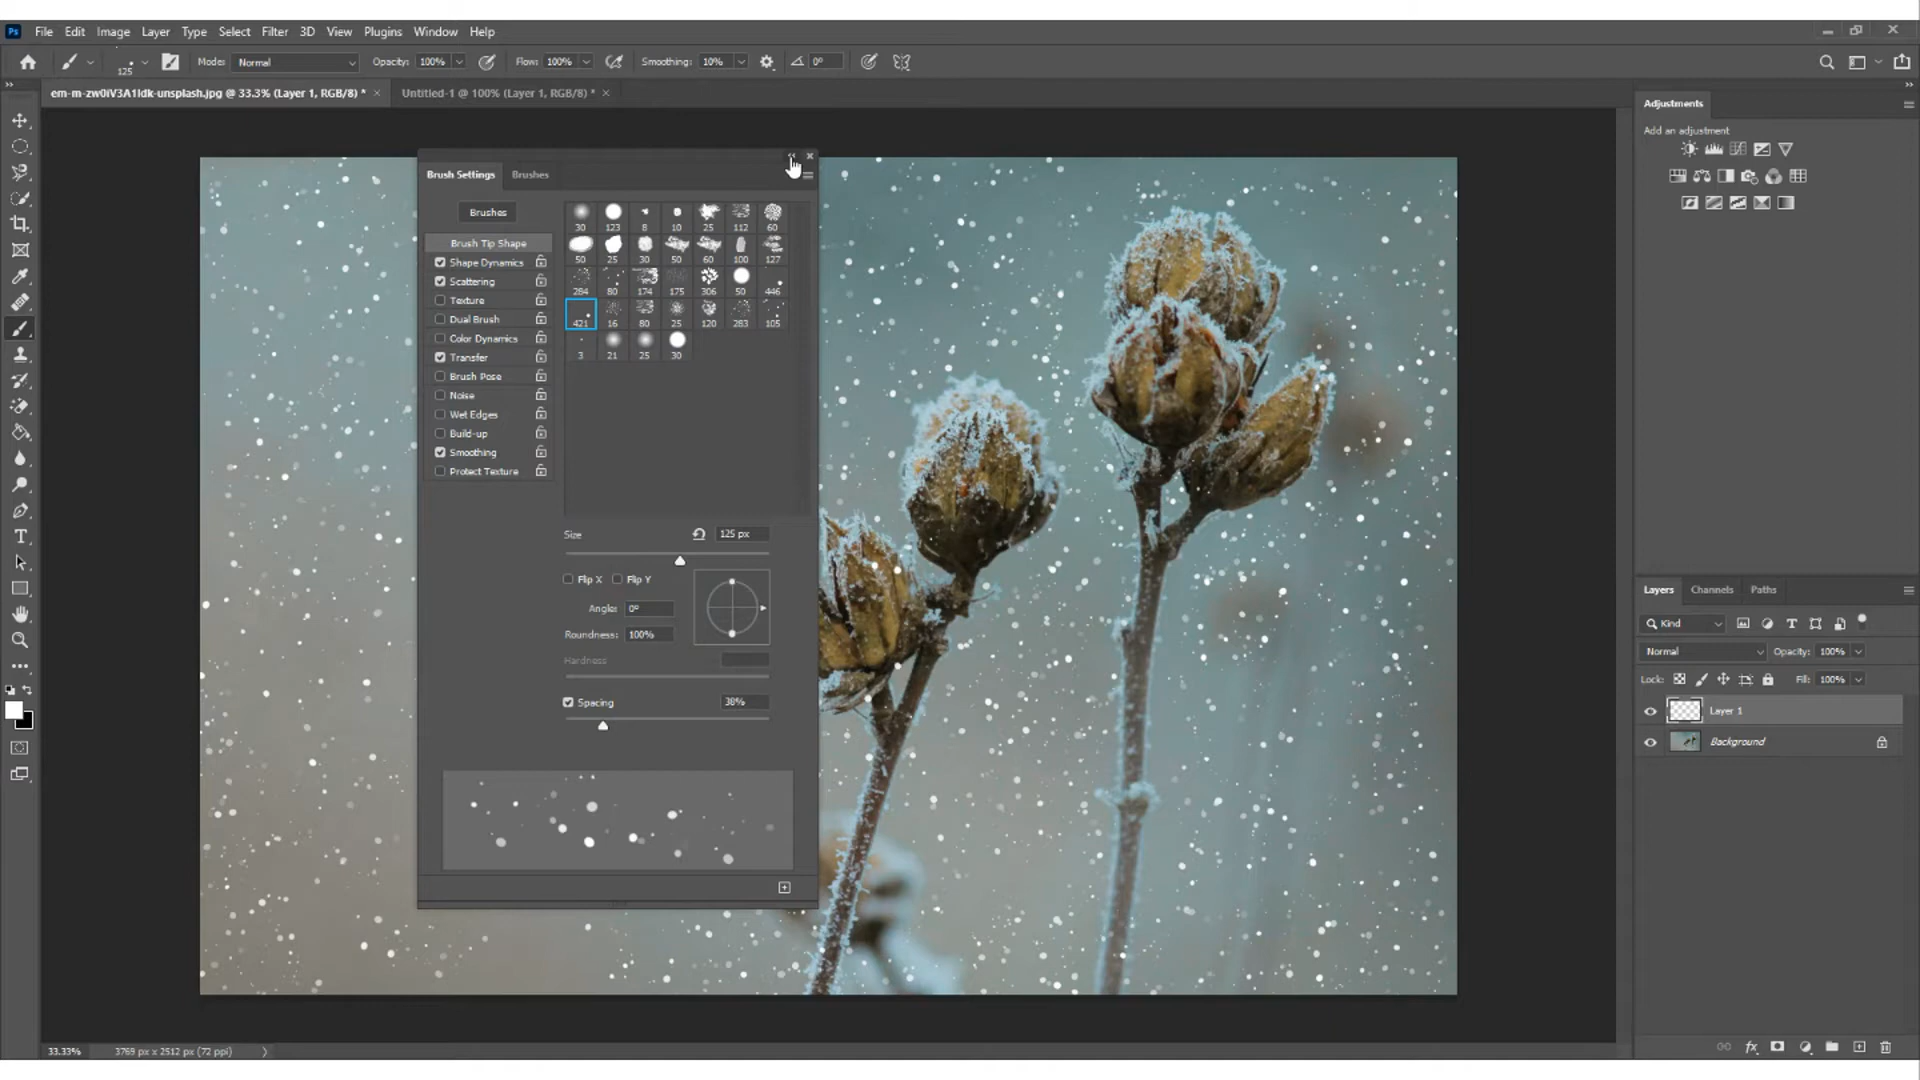 Ps File Edit Image Layer Type Select Filter 3D View Plugins Window Help
125 Mode: Normal Opacity: 100% Flow: 100% Smoothing: 10% 0°
em-m-zw0iV3A1ldk-unsplash.jpg @ 33.3% (Layer 1, RGB/8) * × Untitled-1 @ 100% (Layer 1, RGB/8) * ×
Brush Settings Brushes
Brushes
Brush Tip Shape
Shape Dynamics
Scattering
Texture
Dual Brush
Color Dynamics
Transfer
Brush Pose
Noise
Wet Edges
Build-up
Smoothing
Protect Texture
30 123 8 10 25 112 60
50 25 30 50 60 100 127
284 80 174 175 306 50 446
421 16 80 25 120 283 105
3 21 25 30
Size 125 px
Flip X Flip Y
Angle: 0°
Roundness: 100%
Hardness
Spacing 38%
Adjustments
Add an adjustment
Layers Channels Paths
Kind T
Normal Opacity: 100%
Lock: Fill: 100%
Layer 1
Background
fx
33.33% 3769 px x 2512 px (72 ppi)